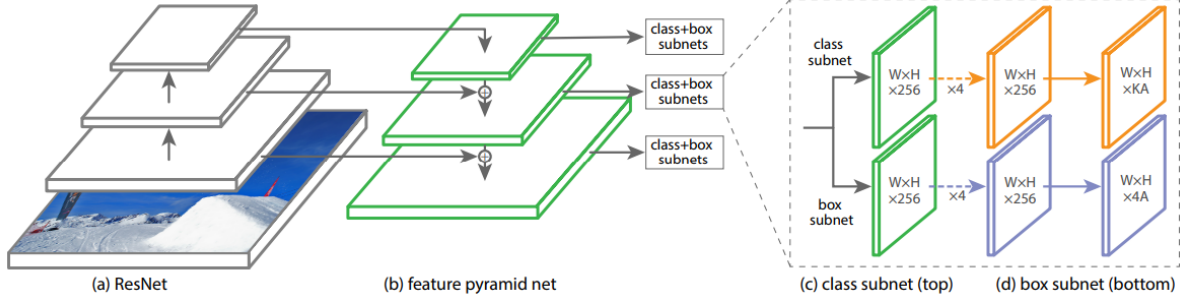 class+box
subnets
class+box
subnets
class+box
subnets
class
subnet
W×H
×256
×4
W×H
×256
W×H
×KA
box
subnet
W×H
×256
×4
W×H
×256
W×H
×4A
(a) ResNet
(b) feature pyramid net
(c) class subnet (top)
(d) box subnet (bottom)